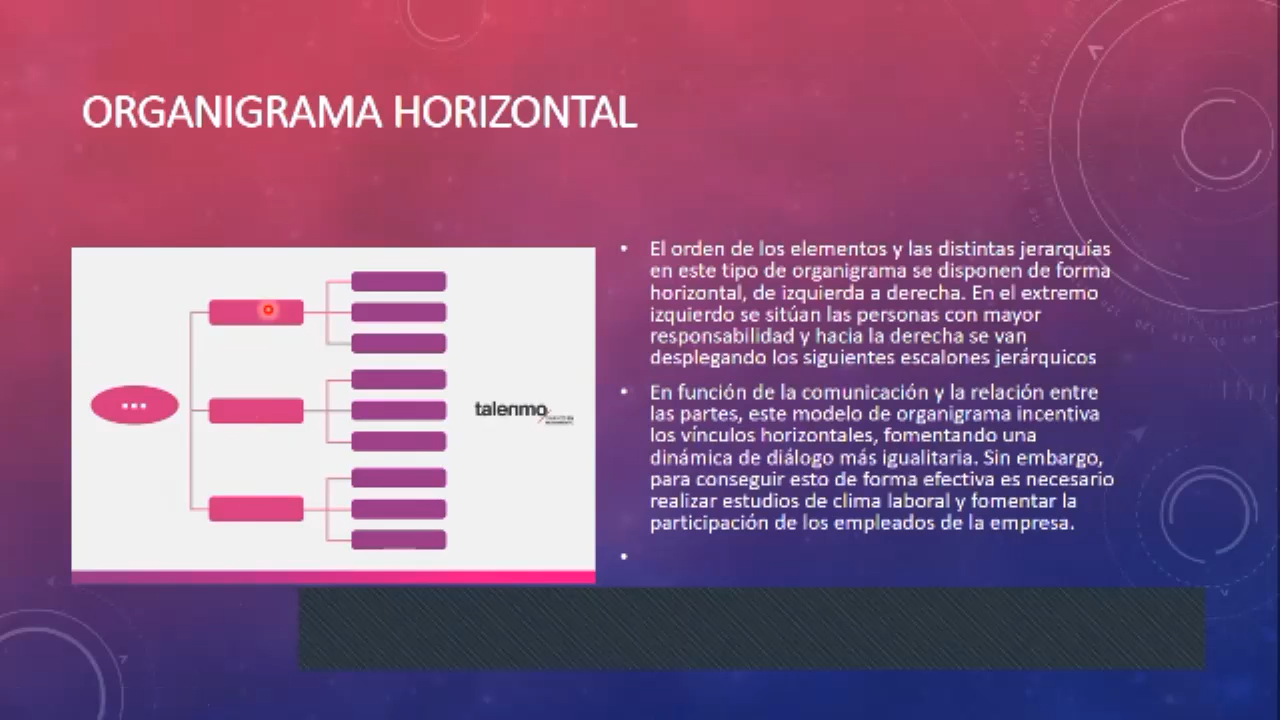 ORGANIGRAMA HORIZONTAL
• El orden de los elementos y las distintas jerarquías
en este tipo de organigrama se disponen de forma
horizontal, de izquierda a derecha. En el extremo
izquierdo se sitúan las personas con mayor
responsabilidad y hacia la derecha se van
desplegando los siguientes escalones jerárquicos
• En función de la comunicación y la relación entre
las partes, este modelo de organigrama incentiva
los vínculos horizontales, fomentando una
dinámica de diálogo más igualitaria. Sin embargo,
para conseguir esto de forma efectiva es necesario
realizar estudios de clima laboral y fomentar la
participación de los empleados de la empresa.
•
...
talenmo